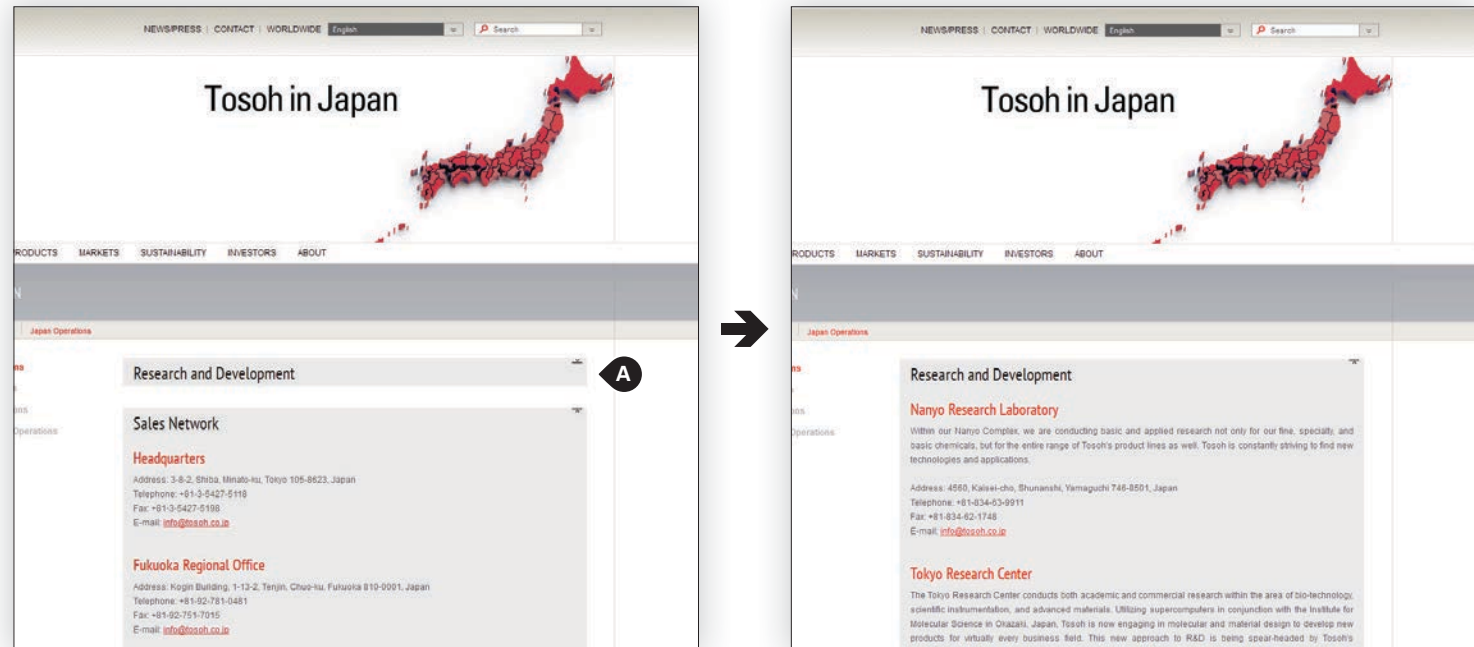 NEWS/PRESS | CONTACT | WORLDWIDE English Search
Tosoh in Japan
RODUCTS MARKETS SUSTAINABILITY INVESTORS ABOUT
N
Japan Operations
ns
ons
Operations
Research and Development
A
Sales Network
Headquarters
Address: 3-8-2, Shiba, Minato-ku, Tokyo 105-8623, Japan
Telephone: +81-3-5427-5118
Fax: +81-3-5427-5198
E-mail: info@tosoh.co.jp
Fukuoka Regional Office
Address: Kogin Building, 1-13-2, Tenjin, Chuo-ku, Fukuoka 810-0001, Japan
Telephone: +81-92-781-0481
Fax: +81-92-751-7015
E-mail: info@tosoh.co.jp
NEWS/PRESS | CONTACT | WORLDWIDE English Search
Tosoh in Japan
RODUCTS MARKETS SUSTAINABILITY INVESTORS ABOUT
Japan Operations
ns
ons
Operations
Research and Development
Nanyo Research Laboratory
Within our Nanyo Complex, we are conducting basic and applied research not only for our fine, specialty, and
basic chemicals, but for the entire range of Tosoh's product lines as well. Tosoh is constantly striving to find new
technologies and applications.
Address: 4560, Kaisei-cho, Shunanshi, Yamaguchi 746-8501, Japan
Telephone: +81-834-63-9911
Fax: +81-834-62-1748
E-mail: info@tosoh.co.jp
Tokyo Research Center
The Tokyo Research Center conducts both academic and commercial research within the area of bio-technology,
scientific instrumentation, and advanced materials. Utilizing supercomputers in conjunction with the Institute for
Molecular Science in Okazaki, Japan, Tosoh is now engaging in molecular and material design to develop new
products for virtually every business field. This new approach to R&D is being spear-headed by Tosoh's